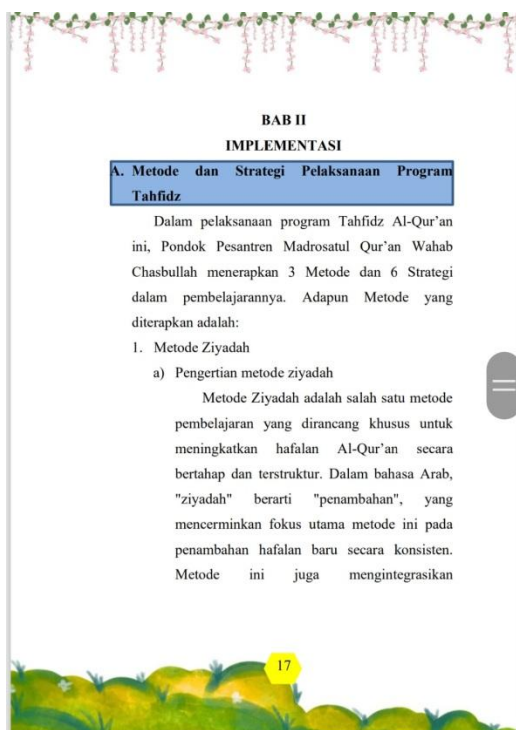 BAB II
IMPLEMENTASI
A. Metode dan Strategi Pelaksanaan Program
Tahfidz
Dalam pelaksanaan program Tahfidz Al-Qur'an
ini, Pondok Pesantren Madrosatul Qur'an Wahab
Chasbullah menerapkan 3 Metode dan 6 Strategi
dalam pembelajarannya. Adapun Metode yang
diterapkan adalah:
1. Metode Ziyadah
a) Pengertian metode ziyadah
Metode Ziyadah adalah salah satu metode
pembelajaran yang dirancang khusus untuk
meningkatkan hafalan Al-Qur'an secara
bertahap dan terstruktur. Dalam bahasa Arab,
"ziyadah" berarti "penambahan", yang
mencerminkan fokus utama metode ini pada
penambahan hafalan baru secara konsisten.
Metode ini juga mengintegrasikan
17